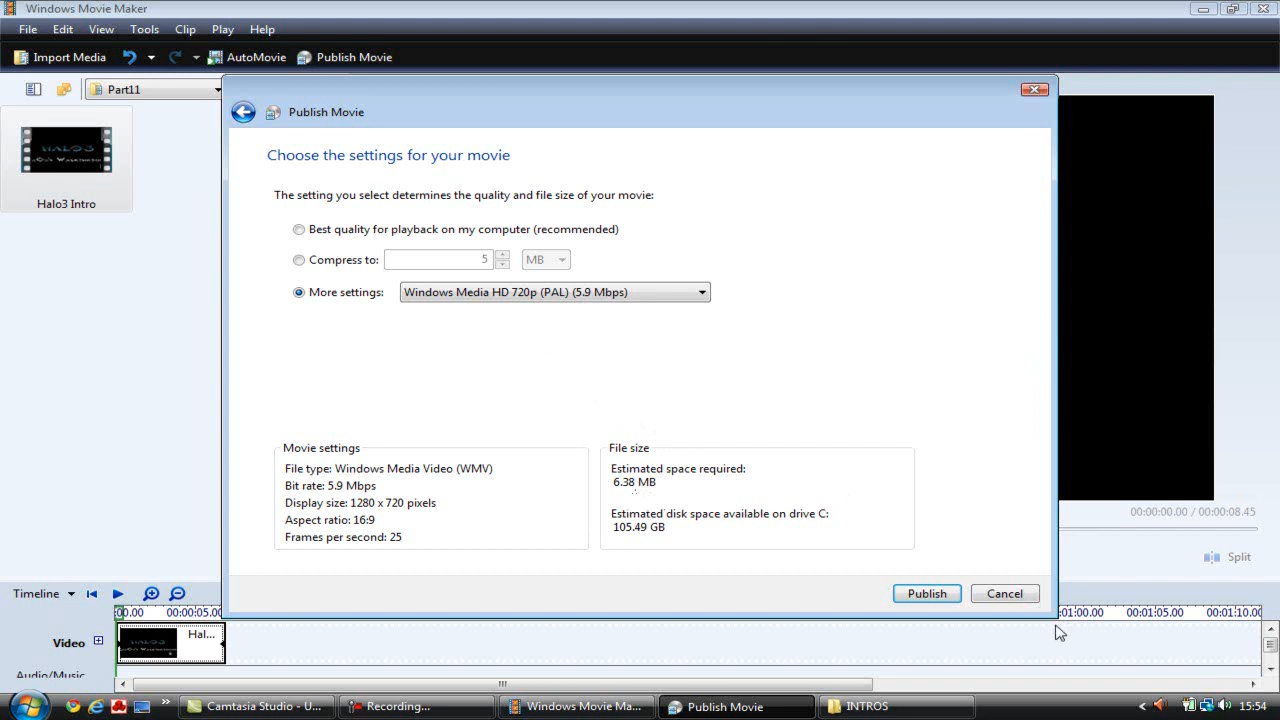 Windows Movie Maker
File Edit View Tools Clip Play Help
Import Media AutoMovie Publish Movie
Part11
HALO 3
Halo3 Intro
Publish Movie
Choose the settings for your movie
The setting you select determines the quality and file size of your movie:
Best quality for playback on my computer (recommended)
Compress to: 5 MB
More settings: Windows Media HD 720p (PAL) (5.9 Mbps)
Movie settings
File type: Windows Media Video (WMV)
Bit rate: 5.9 Mbps
Display size: 1280 x 720 pixels
Aspect ratio: 16:9
Frames per second: 25
File size
Estimated space required:
6.38 MB
Estimated disk space available on drive C:
105.49 GB
Publish Cancel
00:00:00.00 / 00:00:08.45
Split
Timeline
:00.00 00:00:05.00 0:01:00.00 00:01:05.00 00:01:10.00
Video
Hal...
HALO 3
Audio/Music
Camtasia Studio - U... Recording... Windows Movie Ma... Publish Movie INTROS 15:54